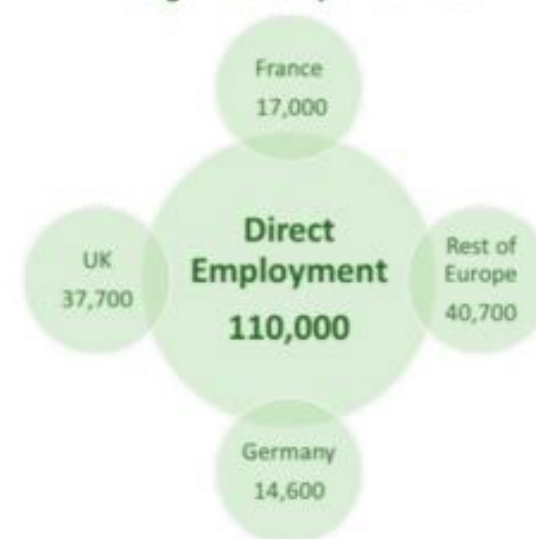 France
17,000
Direct
Employment
110,000
UK
37,700
Rest of
Europe
40,700
Germany
14,600